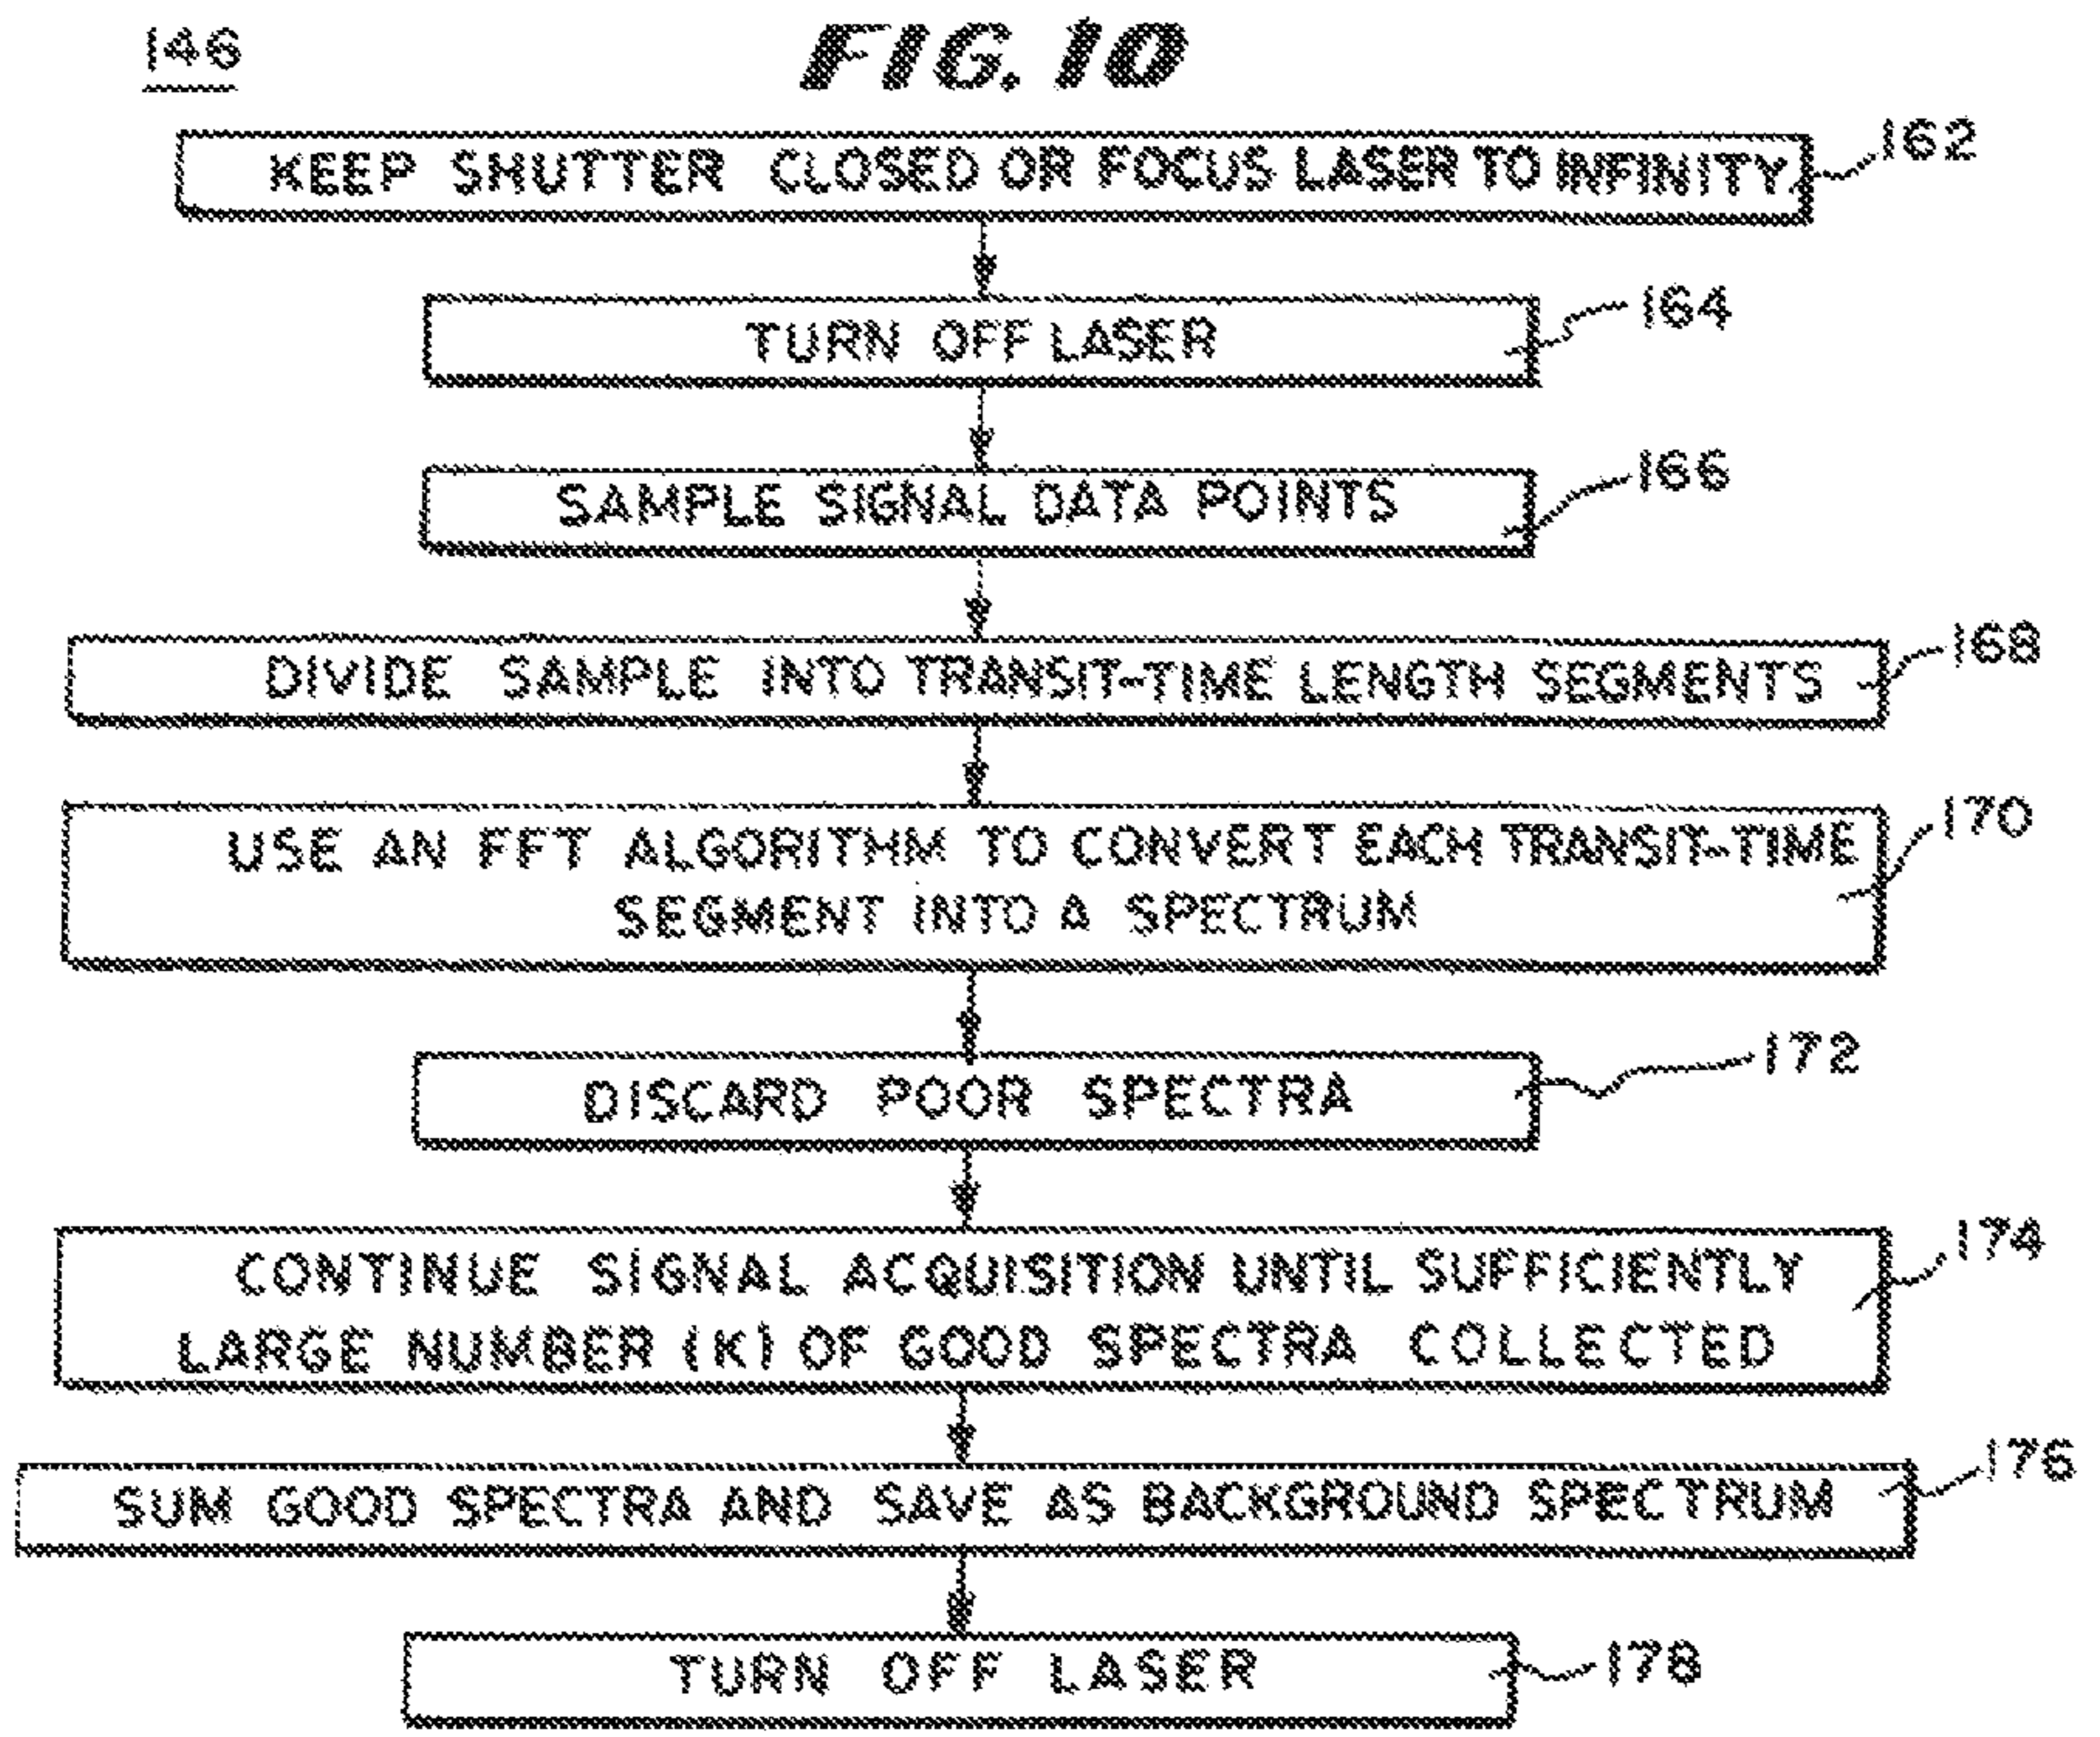 146
FIG. 10
KEEP SHUTTER CLOSED OR FOCUS LASER TO INFINITY
162
TURN OFF LASER
164
SAMPLE SIGNAL DATA POINTS
166
DIVIDE SAMPLE INTO TRANSIT-TIME LENGTH SEGMENTS
168
USE AN FFT ALGORITHM TO CONVERT EACH TRANSIT-TIME
SEGMENT INTO A SPECTRUM
170
DISCARD POOR SPECTRA
172
CONTINUE SIGNAL ACQUISITION UNTIL SUFFICIENTLY
LARGE NUMBER (K) OF GOOD SPECTRA COLLECTED
174
SUM GOOD SPECTRA AND SAVE AS BACKGROUND SPECTRUM
176
TURN OFF LASER
178